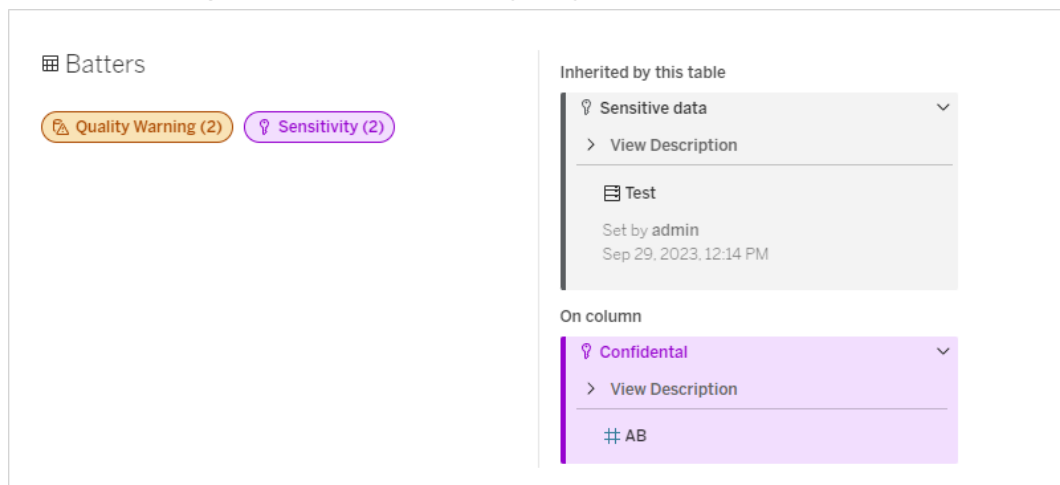 Batters
Quality Warning (2)
Sensitivity (2)
Inherited by this table
Sensitive data
View Description
Test
Set by admin
Sep 29, 2023, 12:14 PM
On column
Confidental
View Description
AB